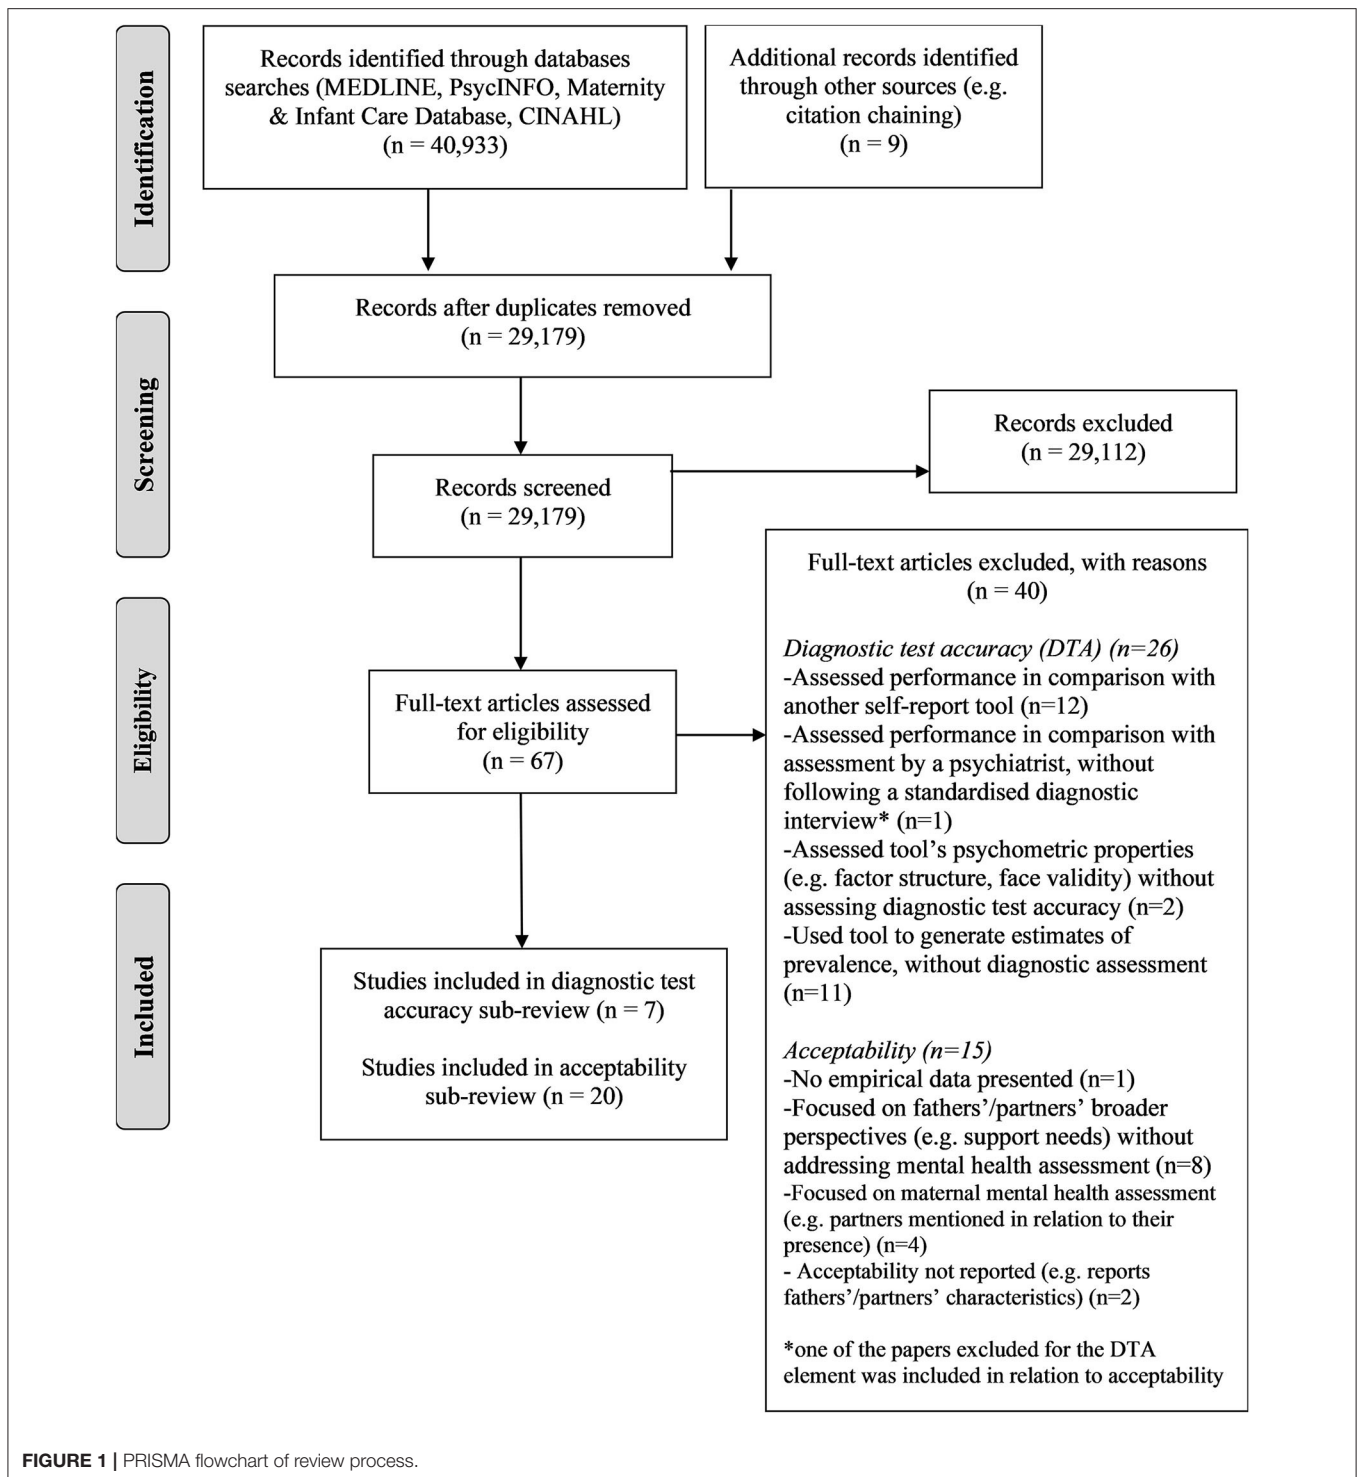 Identification
Records identified through databases
searches (MEDLINE, PsycINFO, Maternity
& Infant Care Database, CINAHL)
(n = 40,933)
Additional records identified
through other sources (e.g.
citation chaining)
(n = 9)
Records after duplicates removed
(n = 29,179)
Screening
Records excluded
(n = 29,112)
Records screened
(n = 29,179)
Eligibility
Full-text articles assessed
for eligibility
(n = 67)
Full-text articles excluded, with reasons
(n = 40)
Diagnostic test accuracy (DTA) (n=26)
-Assessed performance in comparison with
another self-report tool (n=12)
-Assessed performance in comparison with
assessment by a psychiatrist, without
following a standardised diagnostic
interview* (n=1)
-Assessed tool's psychometric properties
(e.g. factor structure, face validity) without
assessing diagnostic test accuracy (n=2)
-Used tool to generate estimates of
prevalence, without diagnostic assessment
(n=11)
Acceptability (n=15)
-No empirical data presented (n=1)
-Focused on fathers'/partners' broader
perspectives (e.g. support needs) without
addressing mental health assessment (n=8)
-Focused on maternal mental health assessment
(e.g. partners mentioned in relation to their
presence) (n=4)
- Acceptability not reported (e.g. reports
fathers'/partners' characteristics) (n=2)
*one of the papers excluded for the DTA
element was included in relation to acceptability
Included
Studies included in diagnostic test
accuracy sub-review (n = 7)
Studies included in acceptability
sub-review (n = 20)
FIGURE 1 | PRISMA flowchart of review process.